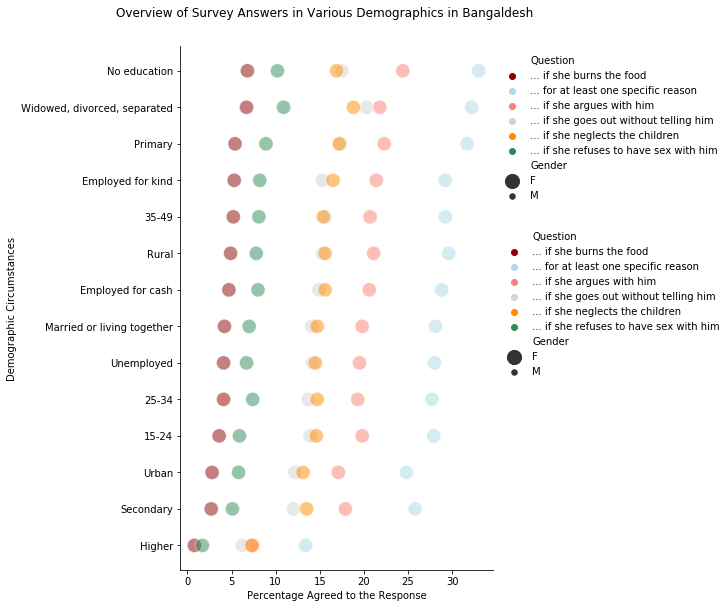 Overview of Survey Answers in Various Demographics in Bangaldesh
Demographic Circumstances
No education
Widowed, divorced, separated
Primary
Employed for kind
35-49
Rural
Employed for cash
Married or living together
Unemployed
25-34
15-24
Urban
Secondary
Higher
0 5 10 15 20 25 30
Percentage Agreed to the Response
Question
... if she burns the food
... for at least one specific reason
... if she argues with him
... if she goes out without telling him
... if she neglects the children
... if she refuses to have sex with him
Gender
F
M
Question
... if she burns the food
... for at least one specific reason
... if she argues with him
... if she goes out without telling him
... if she neglects the children
... if she refuses to have sex with him
Gender
F
M